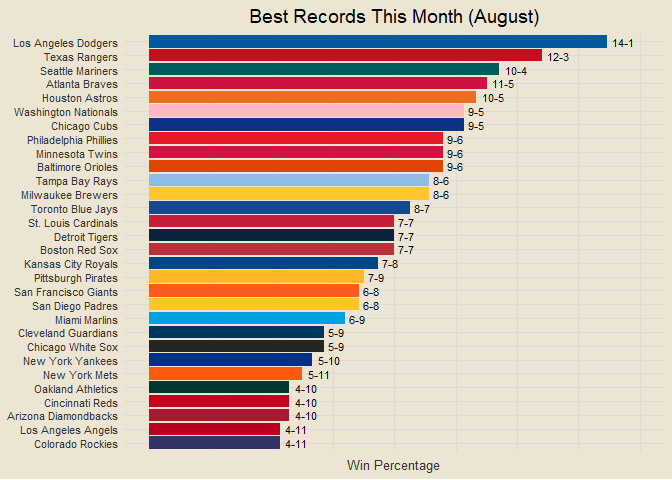 Best Records This Month (August)
Los Angeles Dodgers 14-1
Texas Rangers 12-3
Seattle Mariners 10-4
Atlanta Braves 11-5
Houston Astros 10-5
Washington Nationals 9-5
Chicago Cubs 9-5
Philadelphia Phillies 9-6
Minnesota Twins 9-6
Baltimore Orioles 9-6
Tampa Bay Rays 8-6
Milwaukee Brewers 8-6
Toronto Blue Jays 8-7
St. Louis Cardinals 7-7
Detroit Tigers 7-7
Boston Red Sox 7-7
Kansas City Royals 7-8
Pittsburgh Pirates 7-9
San Francisco Giants 6-8
San Diego Padres 6-8
Miami Marlins 6-9
Cleveland Guardians 5-9
Chicago White Sox 5-9
New York Yankees 5-10
New York Mets 5-11
Oakland Athletics 4-10
Cincinnati Reds 4-10
Arizona Diamondbacks 4-10
Los Angeles Angels 4-11
Colorado Rockies 4-11
Win Percentage